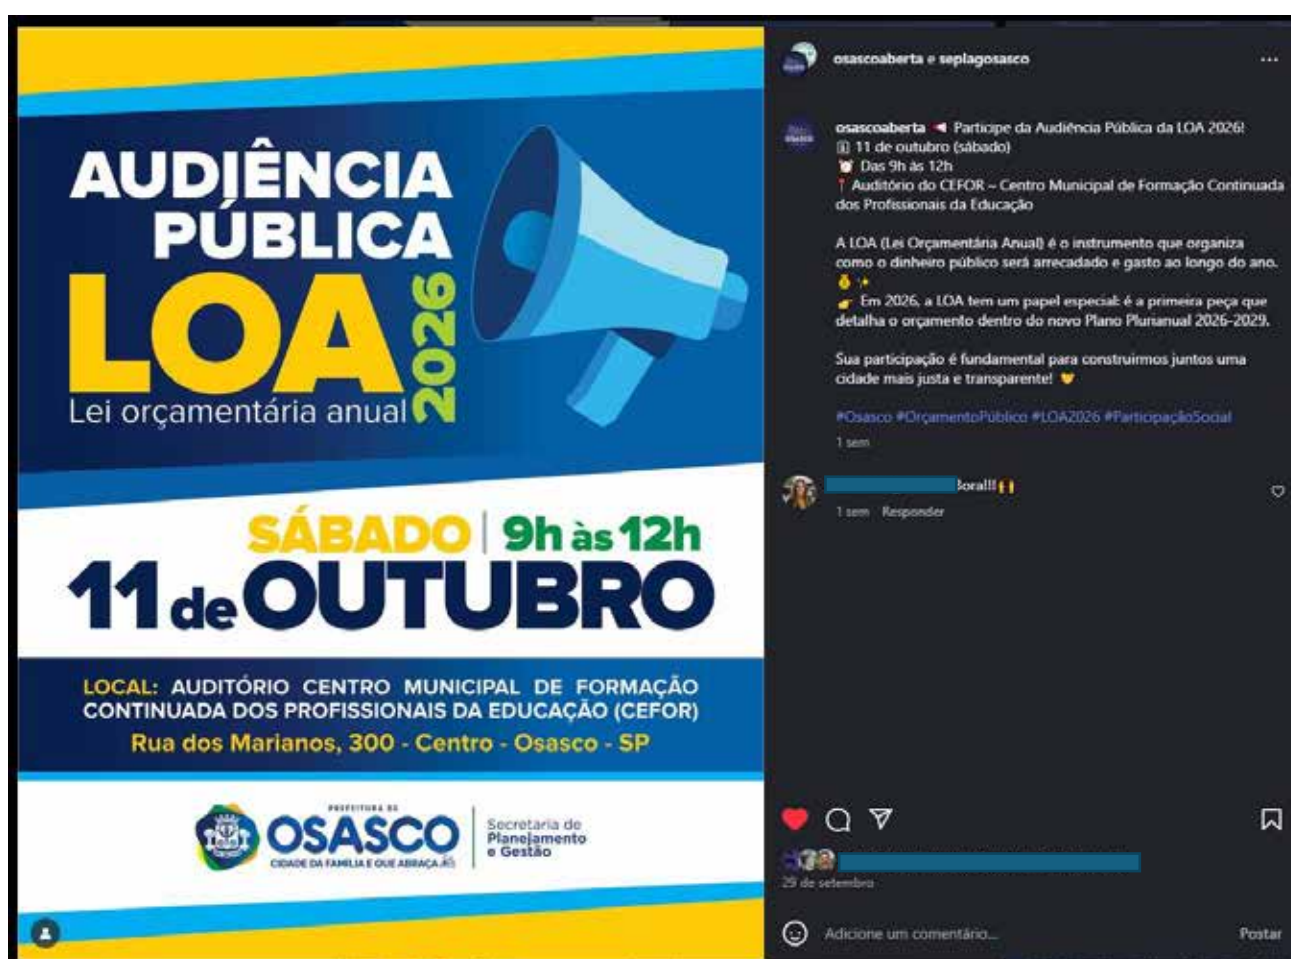 AUDIÊNCIA
PÚBLICA
LOA
2026
Lei orçamentária anual
SÁBADO | 9h às 12h
11 de OUTUBRO
LOCAL: AUDITÓRIO CENTRO MUNICIPAL DE FORMAÇÃO
CONTINUADA DOS PROFISSIONAIS DA EDUCAÇÃO (CEFOR)
Rua dos Marianos, 300 - Centro - Osasco - SP
PREFEITURA DE
OSASCO
CIDADE DA FAMÍLIA E QUE ABRAÇA
Secretaria de
Planejamento
e Gestão
osascoaberta e seplagosasco
osascoaberta Participe da Audiência Pública da LOA 2026!
11 de outubro (sábado)
Das 9h às 12h
Auditório do CEFOR – Centro Municipal de Formação Continuada
dos Profissionais da Educação
A LOA (Lei Orçamentária Anual) é o instrumento que organiza
como o dinheiro público será arrecadado e gasto ao longo do ano.
Em 2026, a LOA tem um papel especial: é a primeira peça que
detalha o orçamento dentro do novo Plano Plurianual 2026-2029.
Sua participação é fundamental para construirmos juntos uma
cidade mais justa e transparente!
#Osasco #OrçamentoPúblico #LOA2026 #ParticipaçãoSocial
1 sem
Bora!!!
1 sem Responder
29 de setembro
Adicione um comentário...
Postar